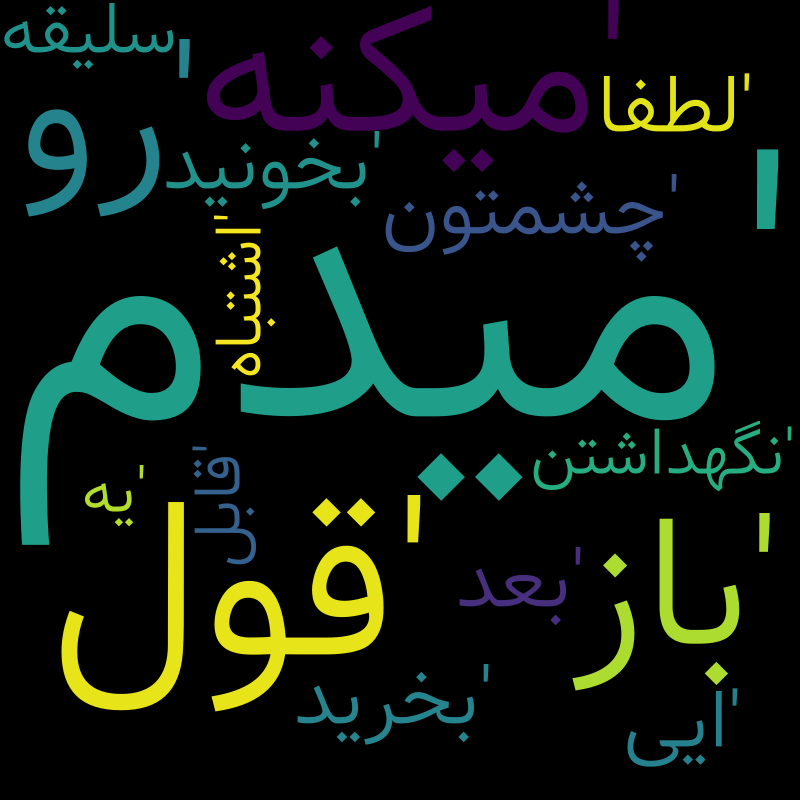 سلیقه
'میکنه
'لطفا
'رو
'بخونید
'چشمتون
'میدم
'اشتباه
'نگهداشتن
'یه
'قابل
'قول
'بعد
'باز
'بخرید
'ایی